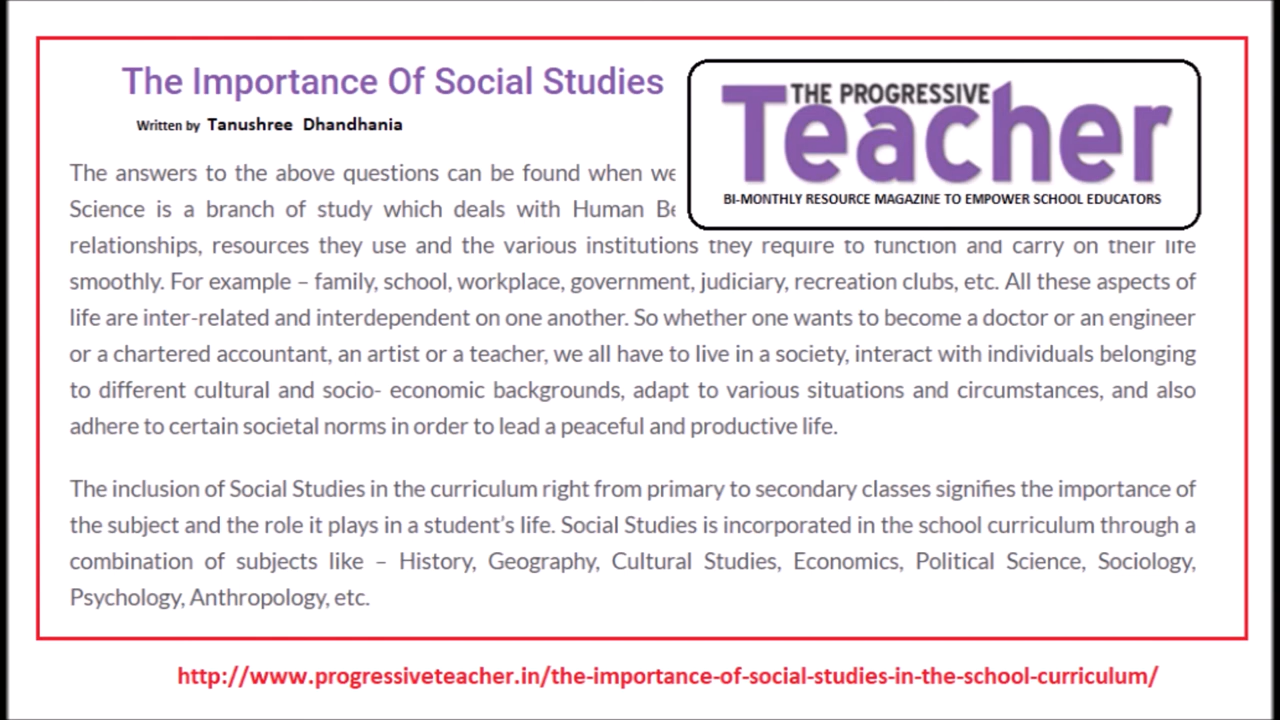 The Importance Of Social Studies
Written by Tanushree Dhandhania
THE PROGRESSIVE
Teacher
BI-MONTHLY RESOURCE MAGAZINE TO EMPOWER SCHOOL EDUCATORS
The answers to the above questions can be found when we
Science is a branch of study which deals with Human
relationships, resources they use and the various institutions they require to function and carry on their life
smoothly. For example – family, school, workplace, government, judiciary, recreation clubs, etc. All these aspects of
life are inter-related and interdependent on one another. So whether one wants to become a doctor or an engineer
or a chartered accountant, an artist or a teacher, we all have to live in a society, interact with individuals belonging
to different cultural and socio- economic backgrounds, adapt to various situations and circumstances, and also
adhere to certain societal norms in order to lead a peaceful and productive life.
The inclusion of Social Studies in the curriculum right from primary to secondary classes signifies the importance of
the subject and the role it plays in a student’s life. Social Studies is incorporated in the school curriculum through a
combination of subjects like – History, Geography, Cultural Studies, Economics, Political Science, Sociology,
Psychology, Anthropology, etc.
http://www.progressiveteacher.in/the-importance-of-social-studies-in-the-school-curriculum/